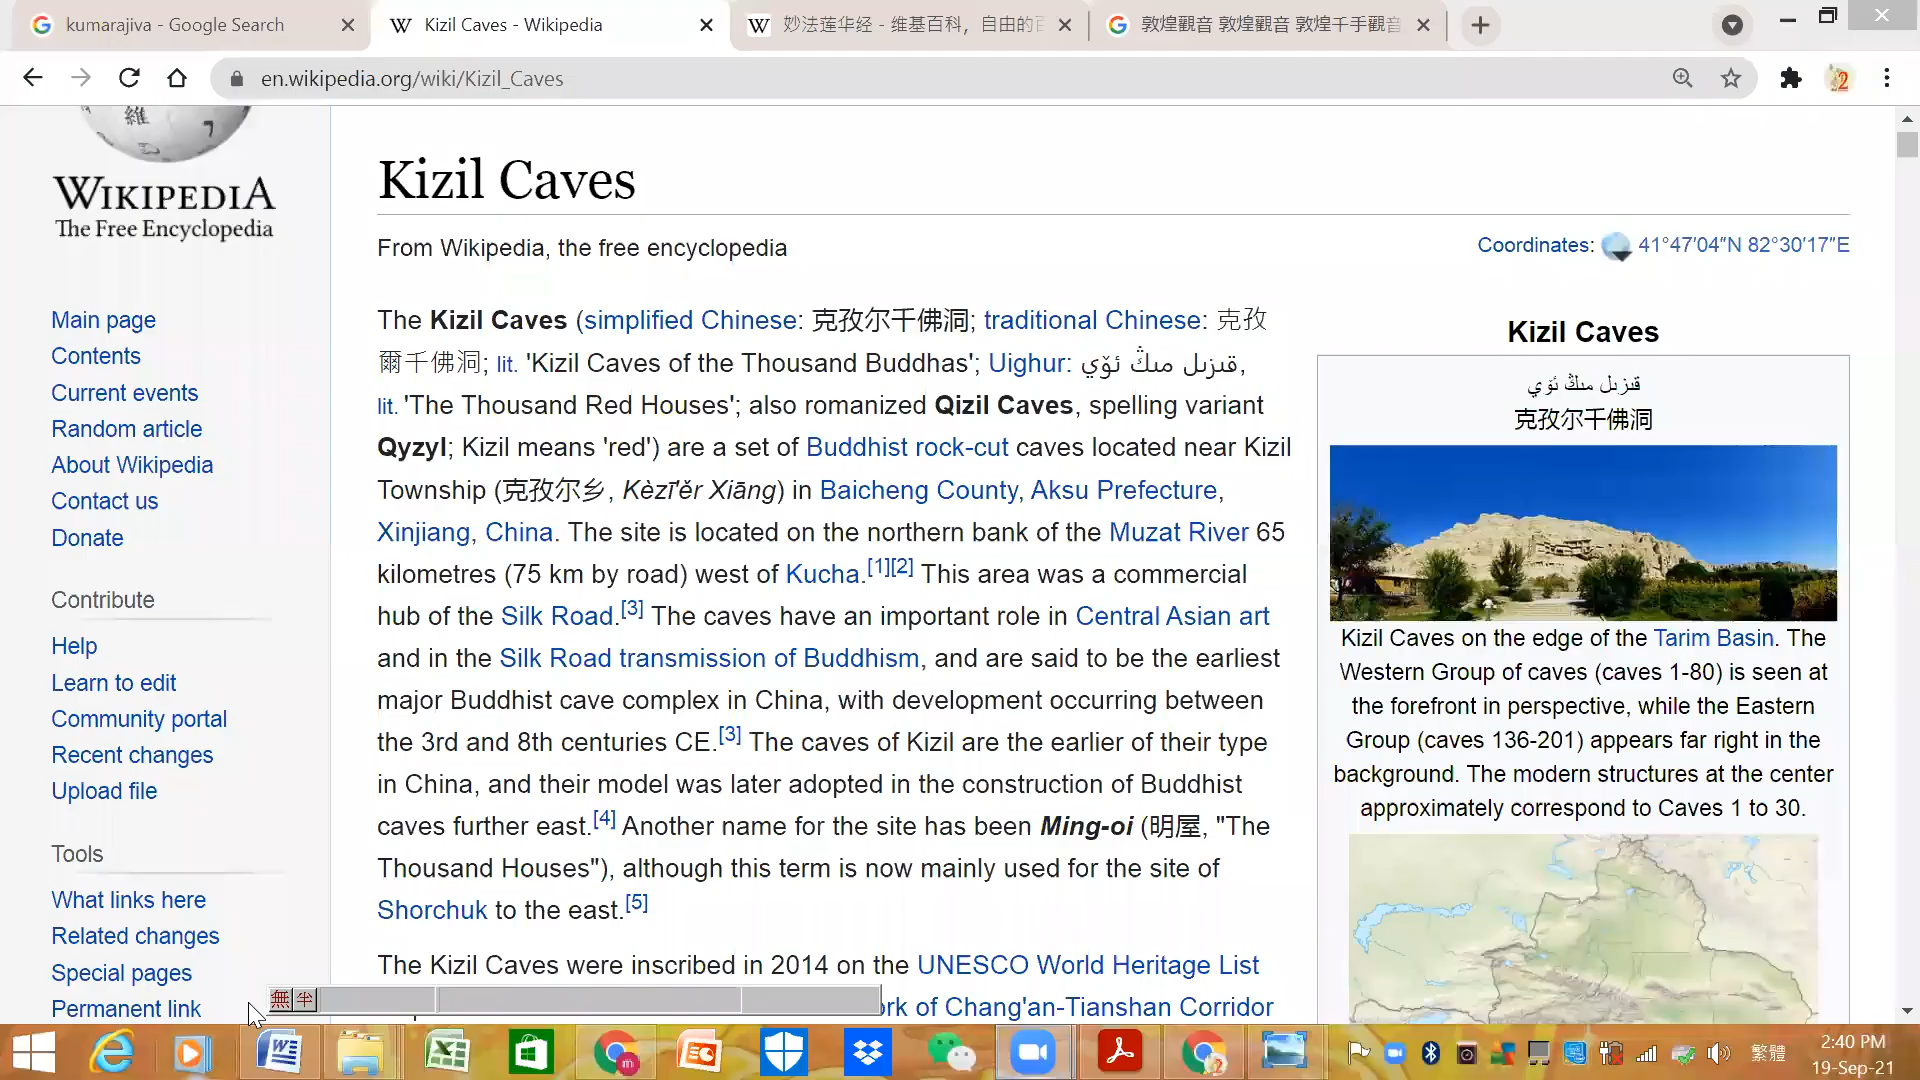 kumarajiva - Google Search
Kizil Caves - Wikipedia
妙法莲华经 - 维基百科，自由的百
敦煌觀音 敦煌觀音 敦煌千手觀音
en.wikipedia.org/wiki/Kizil_Caves
WIKIPEDIA
The Free Encyclopedia
Main page
Contents
Current events
Random article
About Wikipedia
Contact us
Donate
Contribute
Help
Learn to edit
Community portal
Recent changes
Upload file
Tools
What links here
Related changes
Special pages
Permanent link
Kizil Caves
From Wikipedia, the free encyclopedia
Coordinates: 41°47′04″N 82°30′17″E
The Kizil Caves (simplified Chinese: 克孜尔千佛洞; traditional Chinese: 克孜
爾千佛洞; lit. 'Kizil Caves of the Thousand Buddhas'; Uighur: قىزىل مىڭ ئۆي,
lit. 'The Thousand Red Houses'; also romanized Qizil Caves, spelling variant
Qyzyl; Kizil means 'red') are a set of Buddhist rock-cut caves located near Kizil
Township (克孜尔乡, Kèzī'ěr Xiāng) in Baicheng County, Aksu Prefecture,
Xinjiang, China. The site is located on the northern bank of the Muzat River 65
kilometres (75 km by road) west of Kucha.[1][2] This area was a commercial
hub of the Silk Road.[3] The caves have an important role in Central Asian art
and in the Silk Road transmission of Buddhism, and are said to be the earliest
major Buddhist cave complex in China, with development occurring between
the 3rd and 8th centuries CE.[3] The caves of Kizil are the earlier of their type
in China, and their model was later adopted in the construction of Buddhist
caves further east.[4] Another name for the site has been Ming-oi (明屋, "The
Thousand Houses"), although this term is now mainly used for the site of
Shorchuk to the east.[5]
The Kizil Caves were inscribed in 2014 on the UNESCO World Heritage List
rk of Chang'an-Tianshan Corridor
Kizil Caves
قىزىل مىڭ ئۆي
克孜尔千佛洞
Kizil Caves on the edge of the Tarim Basin. The
Western Group of caves (caves 1-80) is seen at
the forefront in perspective, while the Eastern
Group (caves 136-201) appears far right in the
background. The modern structures at the center
approximately correspond to Caves 1 to 30.
無 半
繁體
2:40 PM
19-Sep-21